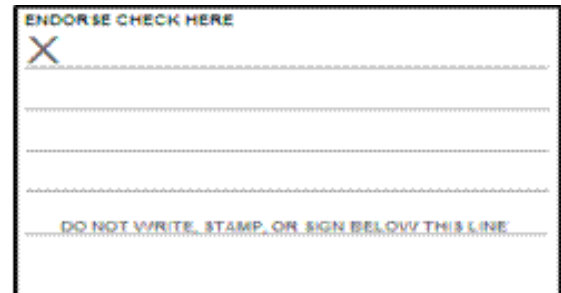 ENDORSE CHECK HERE
X
DO NOT WRITE, STAMP, OR SIGN BELOW THIS LINE